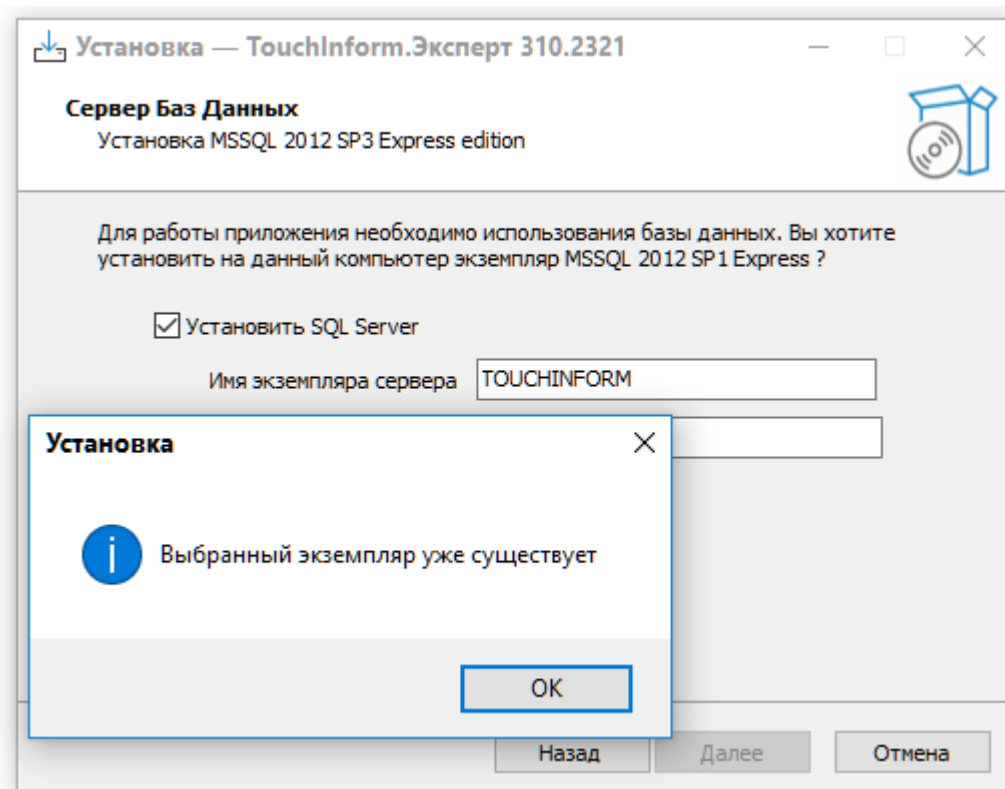 Установка — TouchInform.Эксперт 310.2321
Сервер Баз Данных
Установка MSSQL 2012 SP3 Express edition
Для работы приложения необходимо использования базы данных. Вы хотите
установить на данный компьютер экземпляр MSSQL 2012 SP1 Express ?
Установить SQL Server
Имя экземпляра сервера TOUCHINFORM
Установка
Выбранный экземпляр уже существует
OK
Назад Далее Отмена